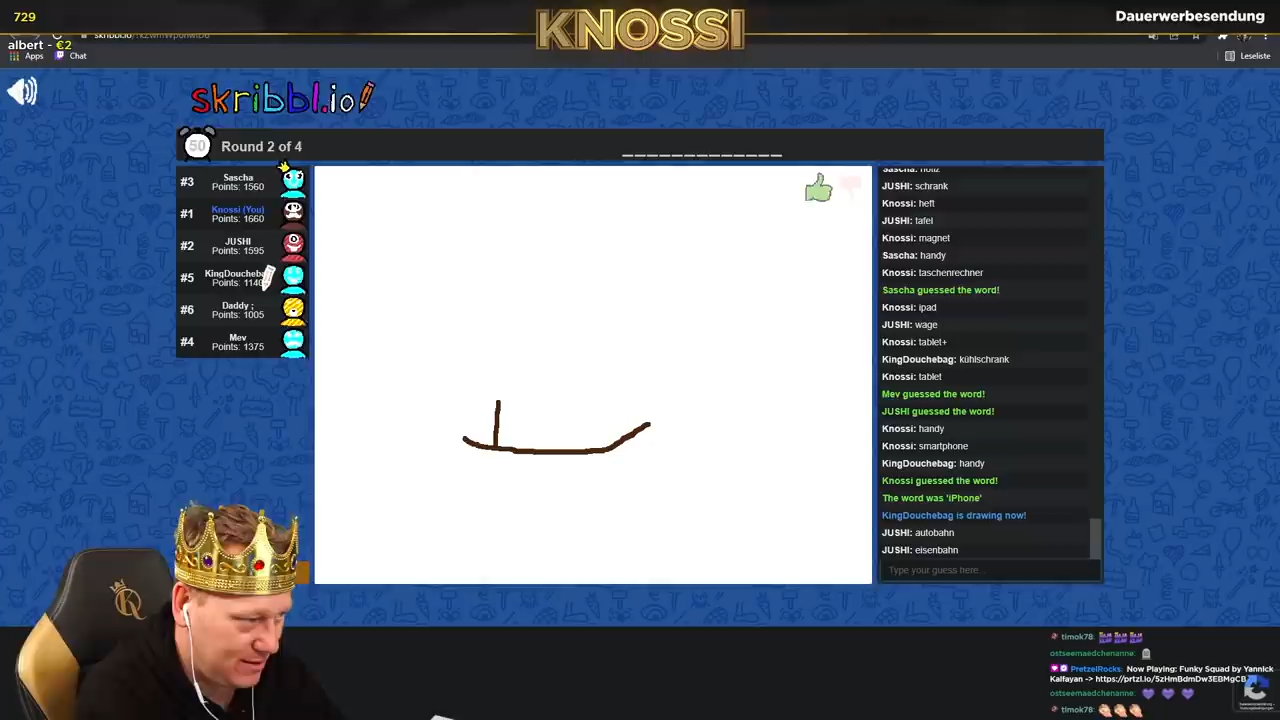 729
KNOSSI
Dauerwerbesendung
albert - €2
Apps
Chat
Leseliste
skribbl.io
50
Round 2 of 4
#3
Sascha
Points: 1560
#1
Knossi (You)
Points: 1660
#2
JUSHI
Points: 1595
#5
KingDoucheba
Points: 1140
#6
Daddy ;
Points: 1005
#4
Mev
Points: 1375
JUSHI: schrank
Knossi: heft
JUSHI: tafel
Knossi: magnet
Sascha: handy
Knossi: taschenrechner
Sascha guessed the word!
Knossi: ipad
JUSHI: wage
Knossi: tablet+
KingDouchebag: kühlschrank
Knossi: tablet
Mev guessed the word!
JUSHI guessed the word!
Knossi: handy
Knossi: smartphone
KingDouchebag: handy
Knossi guessed the word!
The word was 'iPhone'
KingDouchebag is drawing now!
JUSHI: autobahn
JUSHI: eisenbahn
Type your guess here...
timok78:
ostseemaedchenanne:
PretzelRocks: Now Playing: Funky Squad by Yannick
Kalfayan -> https://prtzl.io/5zHmBdmDw3EBMgCB
ostseemaedchenanne:
timok78: